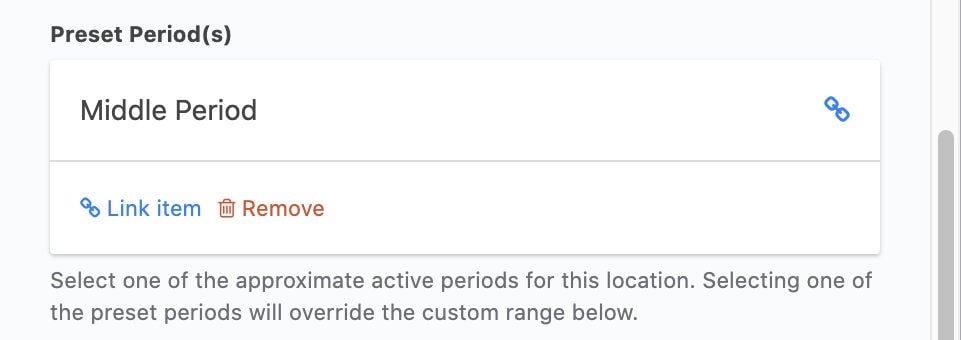 Preset Period(s)
Middle Period
Link item Remove
Select one of the approximate active periods for this location. Selecting one of
the preset periods will override the custom range below.